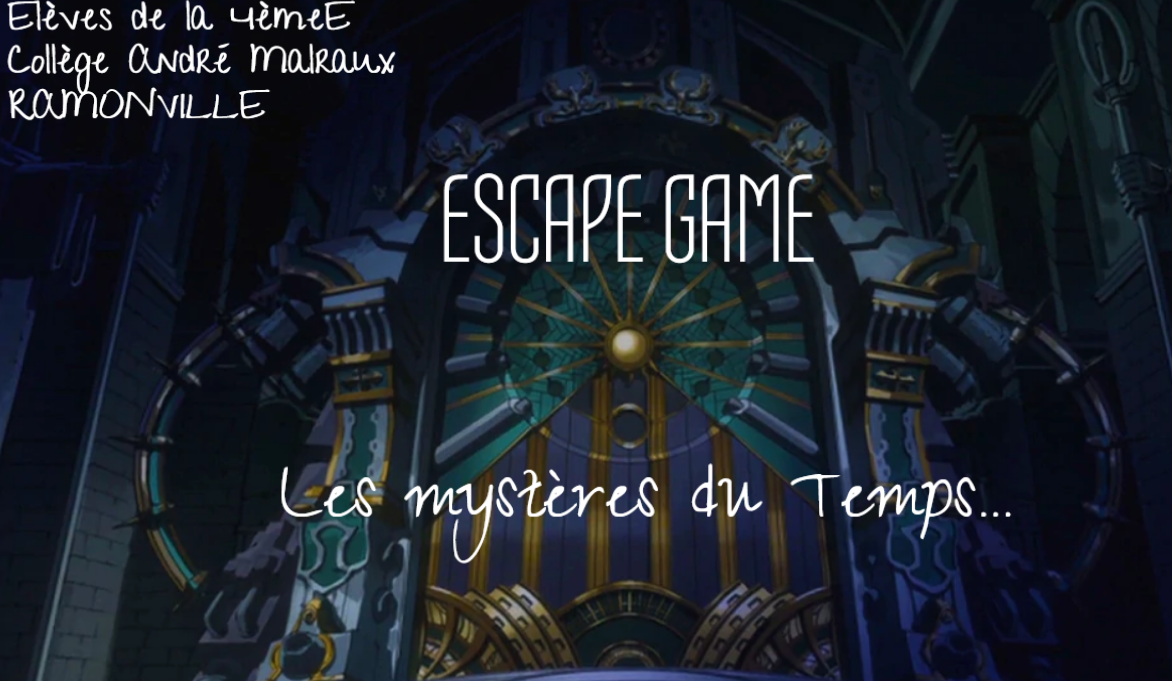 Elèves de la 4èmeE
Collège André Malraux
RAMONVILLE
ESCAPE GAME
Les mystères du Temps...